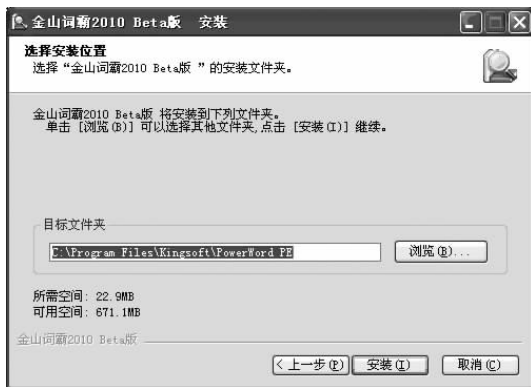 金山词霸2010 Beta版 安装
选择安装位置
选择“金山词霸2010 Beta版 ”的安装文件夹。
金山词霸2010 Beta版 将安装到下列文件夹。
单击 [浏览(B)] 可以选择其他文件夹,点击 [安装(I)] 继续。
目标文件夹
C:\Program Files\Kingsoft\PowerWord PE
浏览(B)...
所需空间: 22.9MB
可用空间: 671.1MB
金山词霸2010 Beta版
<上一步(P) 安装(I) 取消(C)